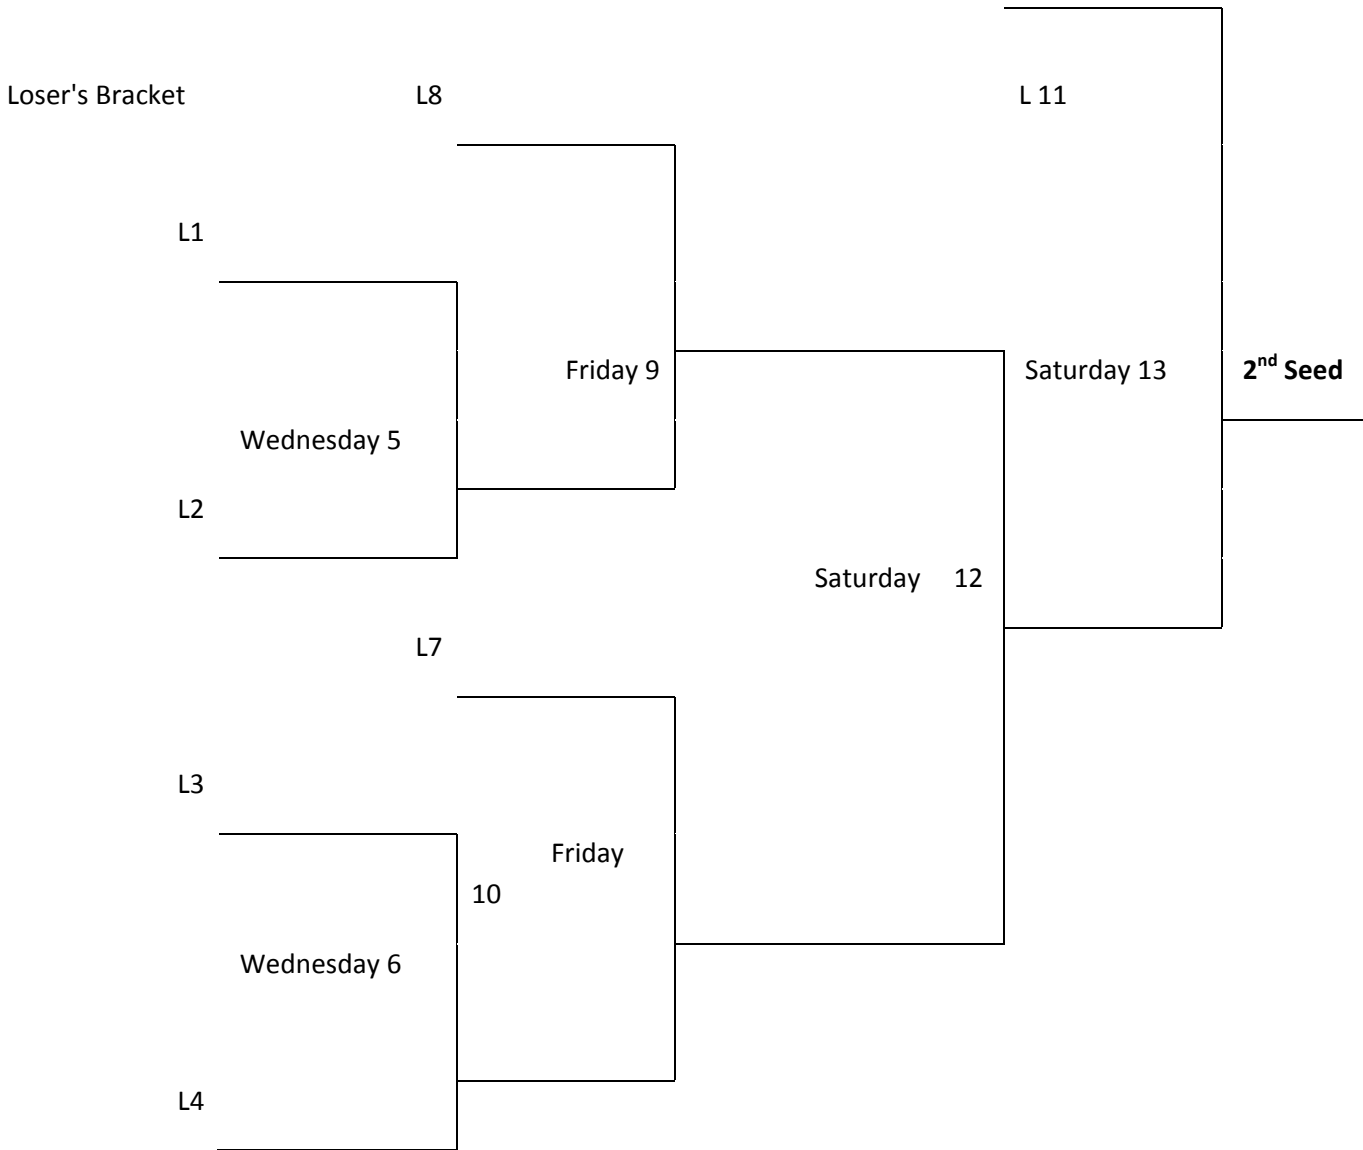 Loser's Bracket L8 L 11
L1
Friday 9 Saturday 13 2nd Seed
Wednesday 5
L2
Saturday 12
L7
L3
Friday
10
Wednesday 6
L4